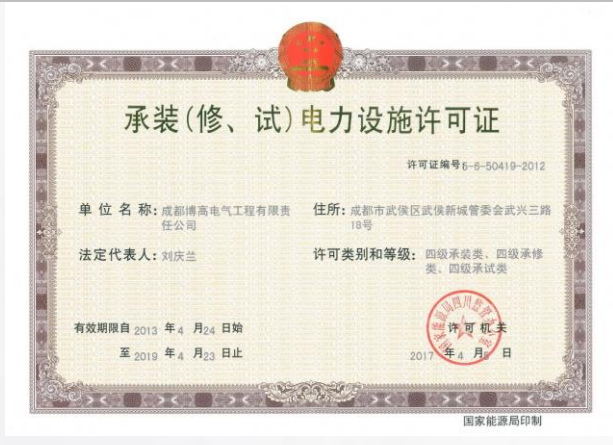 承装(修、试)电力设施许可证
许可证编号:6-6-50419-2012
单位名称:成都博高电气工程有限责
任公司
住所:成都市武侯区武侯新城管委会武兴三路
18号
法定代表人:刘庆兰
许可类别和等级:四级承装类、四级承修
类、四级承试类
有效期限自 2013 年 4 月 24 日始
至 2019 年 4 月 23 日止
许可机关
2017 年 4 月 日
国家能源局印制